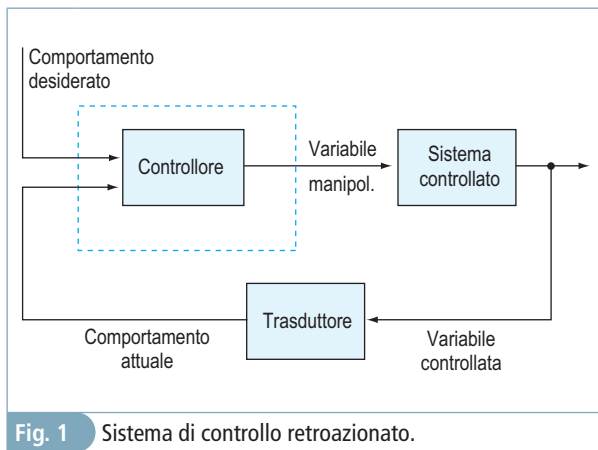 Comportamento
desiderato
Controllore
Variabile
manipol.
Sistema
controllato
Trasduttore
Comportamento
attuale
Variabile
controllata
Fig. 1 Sistema di controllo retroazionato.